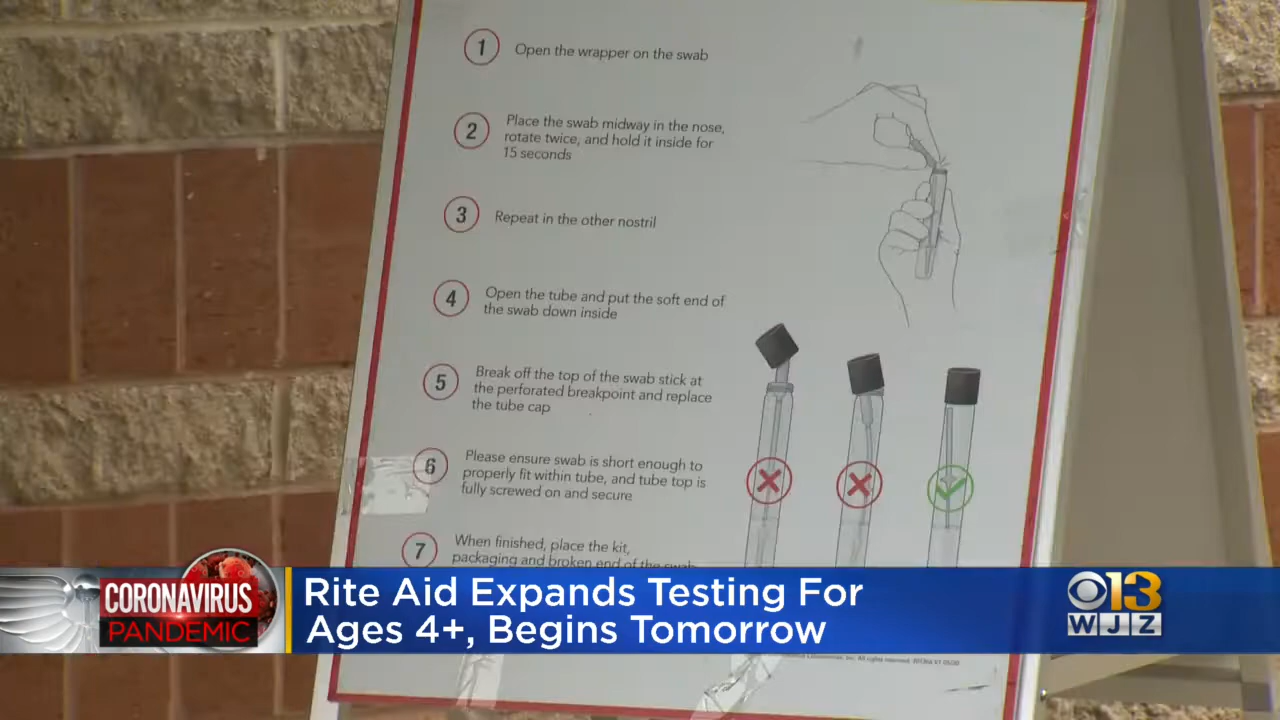 1
Open the wrapper on the swab
2
Place the swab midway in the nose,
rotate twice, and hold it inside for
15 seconds
3
Repeat in the other nostril
4
Open the tube and put the soft end of
the swab down inside
5
Break off the top of the swab stick at
the perforated breakpoint and replace
the tube cap
6
Please ensure swab is short enough to
properly fit within tube, and tube top is
fully screwed on and secure
7
When finished, place the kit,
packaging and broken end of the swab
CORONAVIRUS
PANDEMIC
Rite Aid Expands Testing For
Ages 4+, Begins Tomorrow
13
WJZ
Inc. All rights reserved.